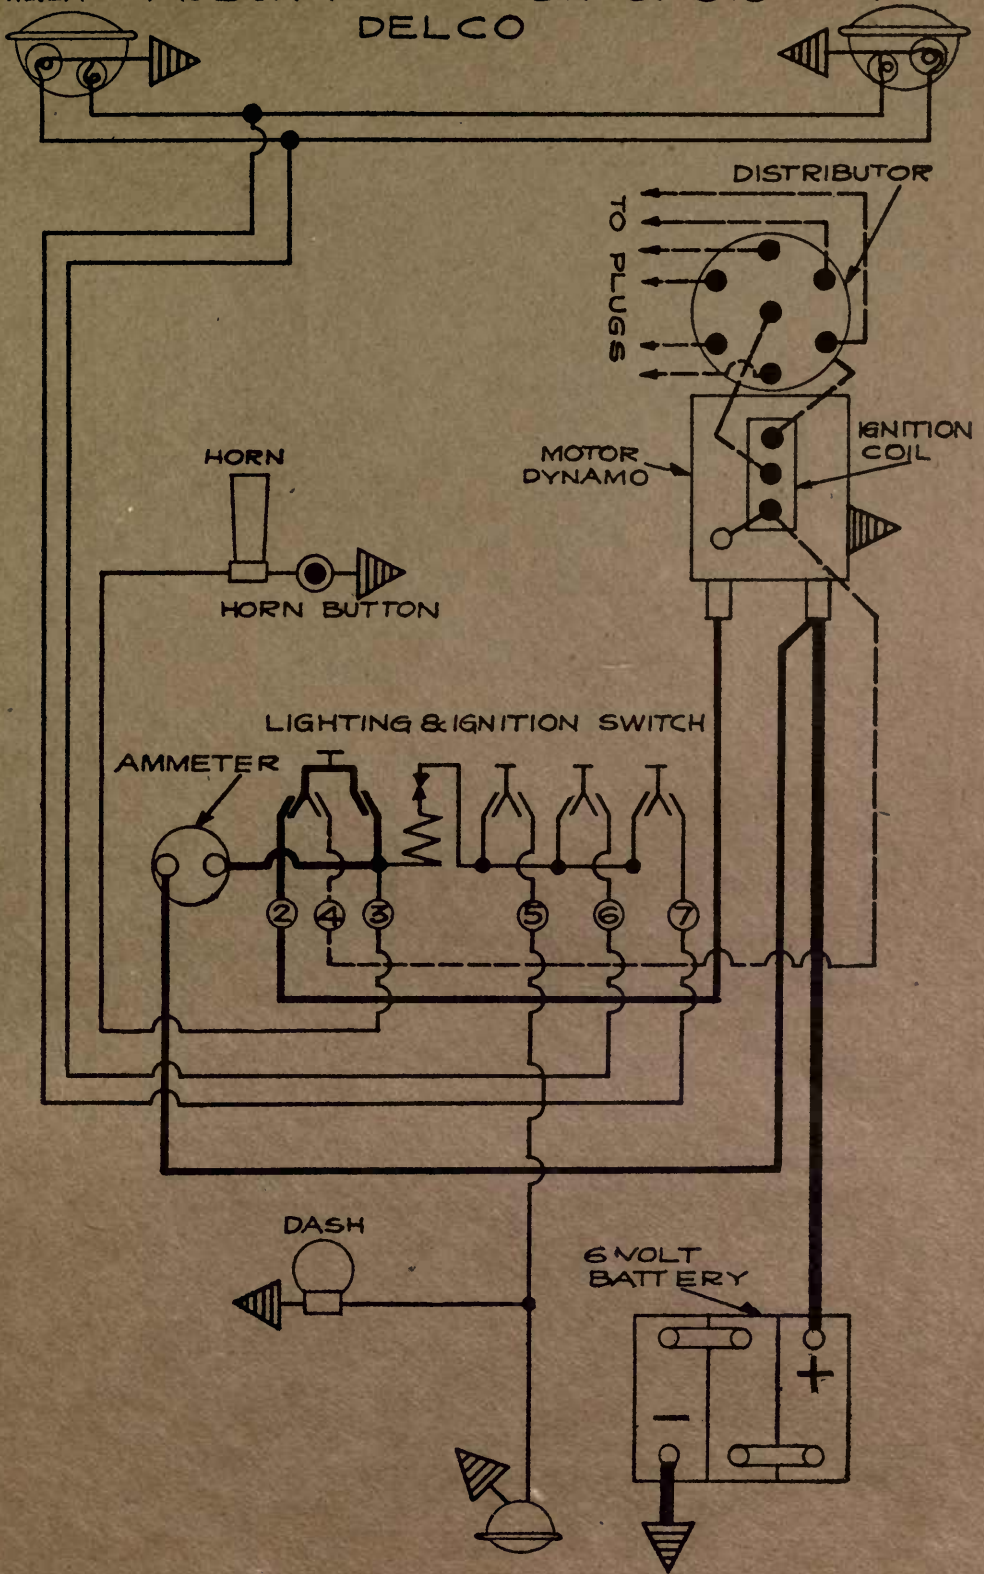 DELCO
DISTRIBUTOR
TO PLUGS
IGNITION
COIL
MOTOR
DYNAMO
HORN
HORN BUTTON
LIGHTING & IGNITION SWITCH
AMMETER
2 4 3 5 6 7
DASH
6 VOLT
BATTERY
+
−